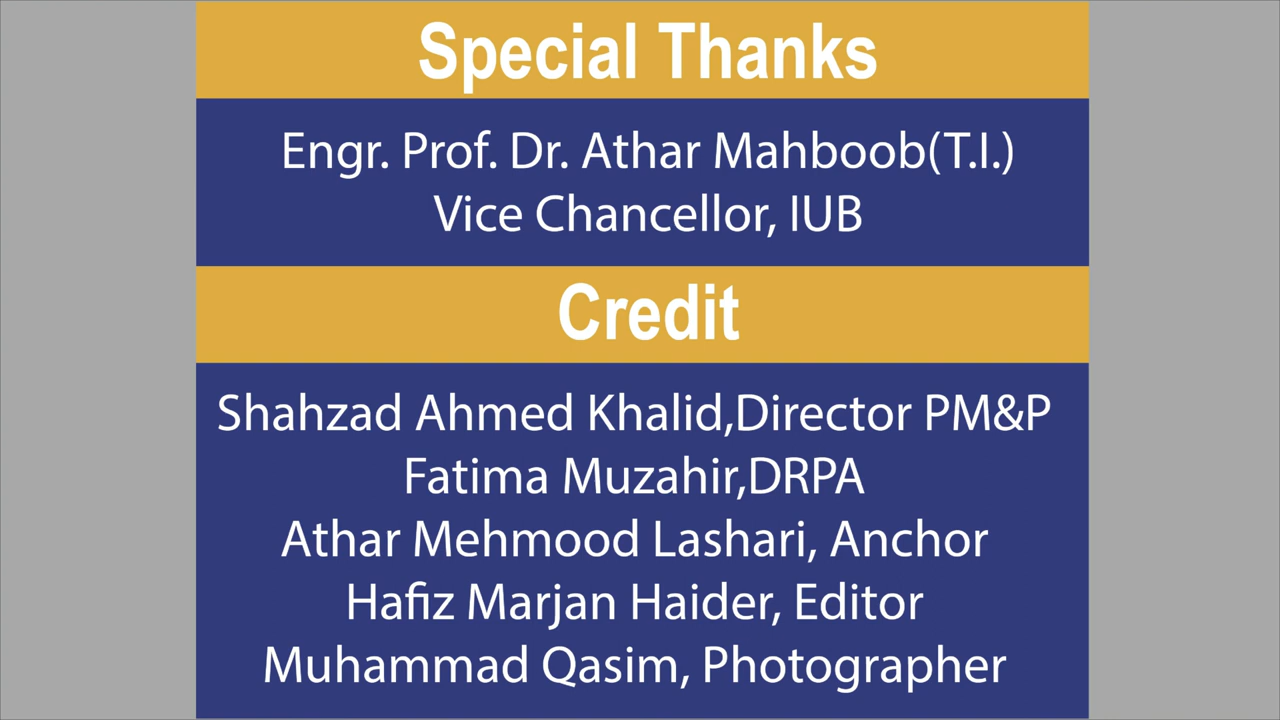 Special Thanks
Engr. Prof. Dr. Athar Mahboob(T.I.)
Vice Chancellor, IUB
Credit
Shahzad Ahmed Khalid,Director PM&P
Fatima Muzahir,DRPA
Athar Mehmood Lashari, Anchor
Hafiz Marjan Haider, Editor
Muhammad Qasim, Photographer